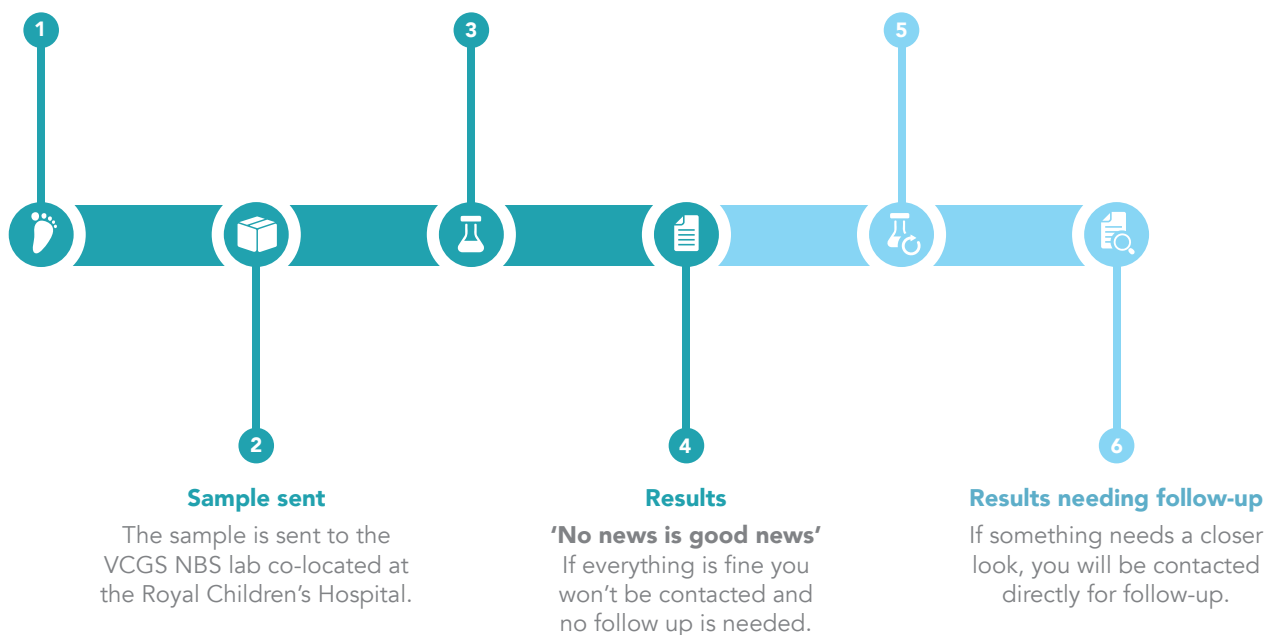 1
3
5
2
4
6
Sample sent
The sample is sent to the
VCGS NBS lab co-located at
the Royal Children's Hospital.
Results
'No news is good news'
If everything is fine you
won't be contacted and
no follow up is needed.
Results needing follow-up
If something needs a closer
look, you will be contacted
directly for follow-up.